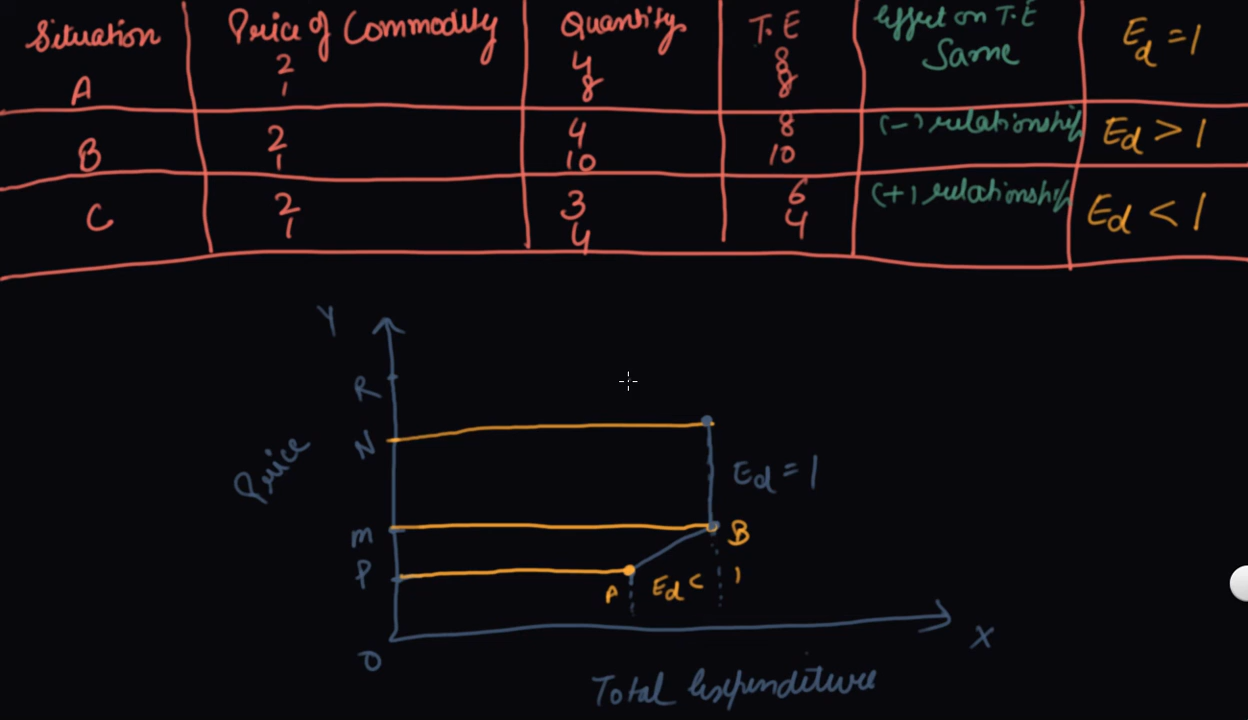 Situation Price of Commodity Quantity T.E Effect on T.E
2 4 8 Same Ed = 1
A 1 8 8
2 4 8 (-) relationship Ed > 1
B 1 10 10
2 3 6 (+) relationship Ed < 1
C 1 4 4
Y
R
N
Price
Ed = 1
M B
P A Ed < 1
O X
Total Expenditure